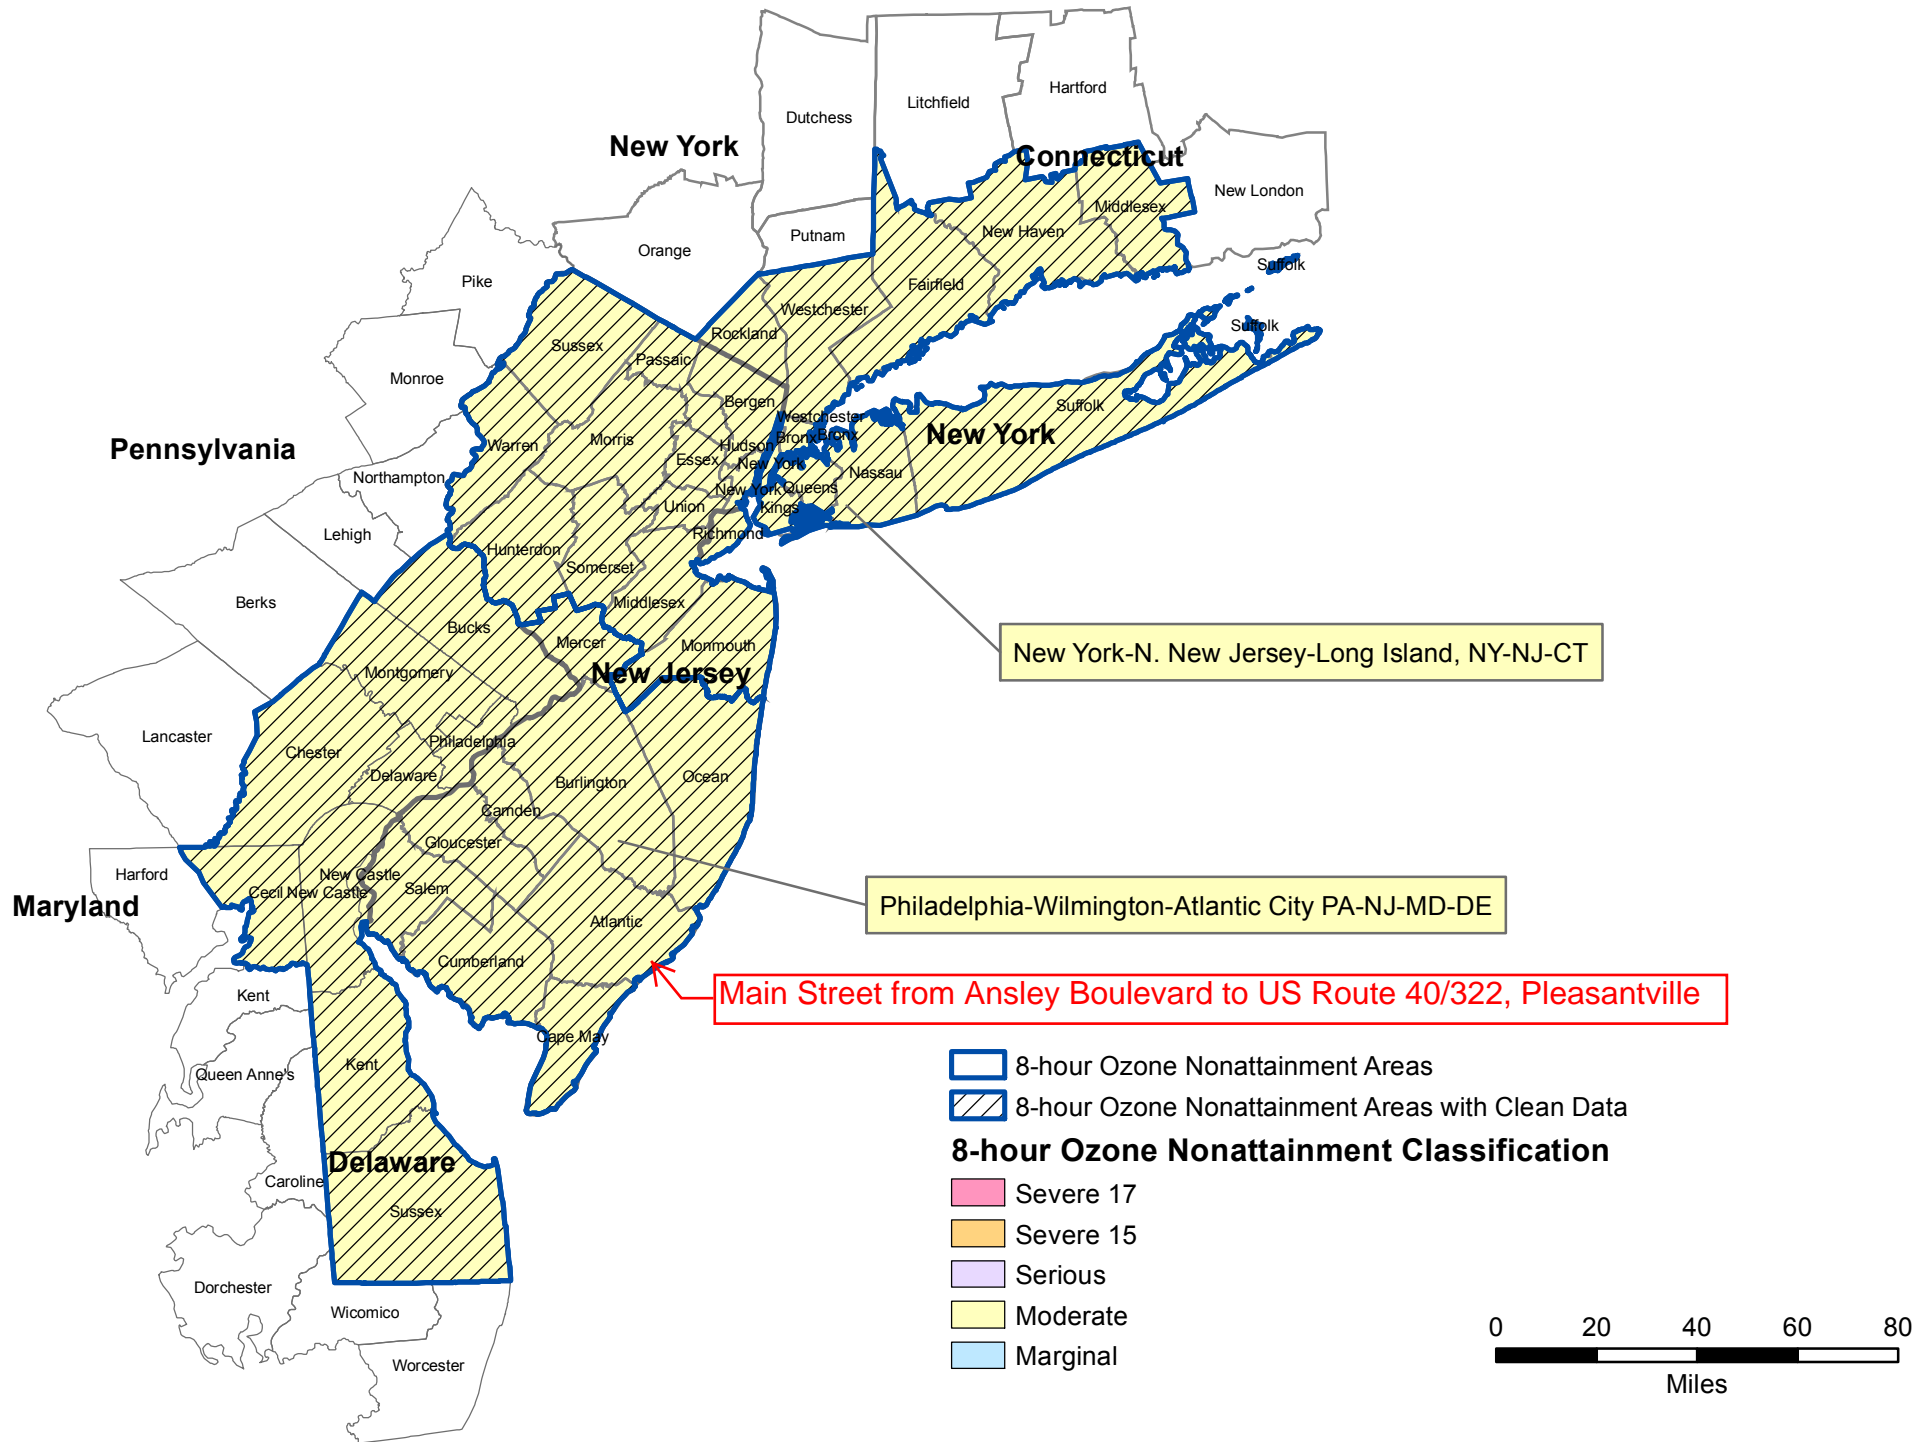 Dutchess
Litchfield
Hartford
New York
Connecticut
New London
Middlesex
New Haven
Putnam
Orange
Suffolk
Pike
Fairfield
Westchester
Rockland
Suffolk
Sussex
Passaic
Monroe
Bergen
Suffolk
Westchester
New York
Pennsylvania
Warren
Morris
Hudson
Bronx
Bronx
Essex
New York
Nassau
Northampton
New York
Queens
Union
Kings
Lehigh
Richmond
Hunterdon
Somerset
Berks
Middlesex
Bucks
Mercer
Monmouth
New York-N. New Jersey-Long Island, NY-NJ-CT
Montgomery
New Jersey
Lancaster
Philadelphia
Chester
Delaware
Burlington
Ocean
Camden
Gloucester
Harford
New Castle
Salem
Cecil
New Castle
Maryland
Philadelphia-Wilmington-Atlantic City PA-NJ-MD-DE
Atlantic
Cumberland
Kent
Main Street from Ansley Boulevard to US Route 40/322, Pleasantville
Cape May
Kent
Queen Anne's
8-hour Ozone Nonattainment Areas
8-hour Ozone Nonattainment Areas with Clean Data
8-hour Ozone Nonattainment Classification
Delaware
Caroline
Sussex
Severe 17
Severe 15
Serious
Moderate
Marginal
Dorchester
Wicomico
Worcester
0 20 40 60 80
Miles